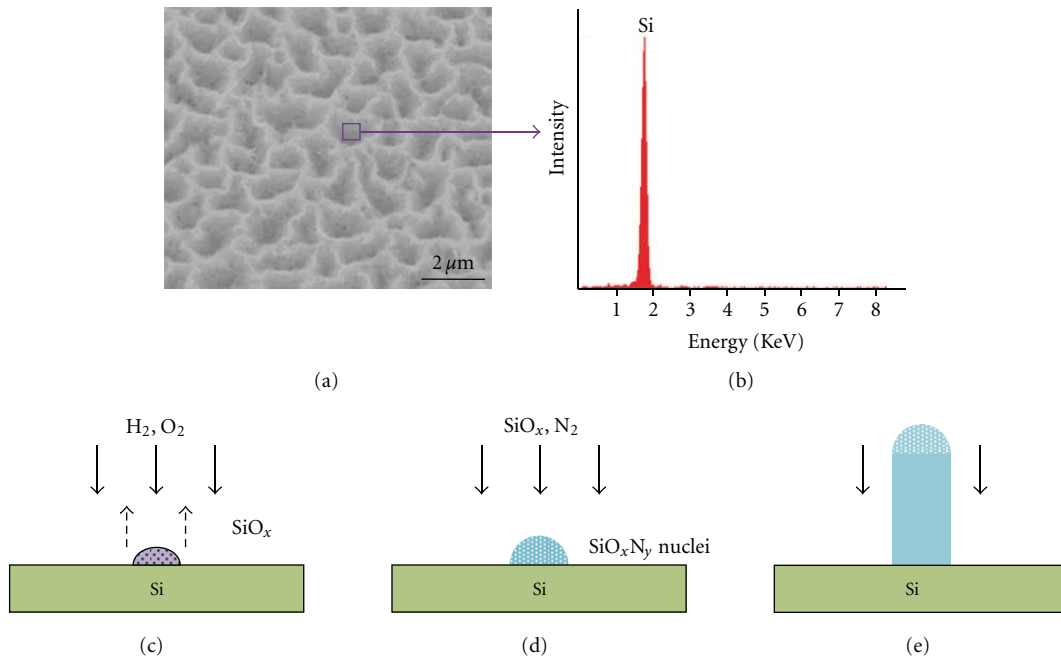 2 μm
Si
Intensity
1 2 3 4 5 6 7 8
Energy (KeV)
(a)
(b)
H₂, O₂
SiOₓ
Si
(c)
SiOₓ, N₂
SiOₓNᵧ nuclei
Si
(d)
Si
(e)